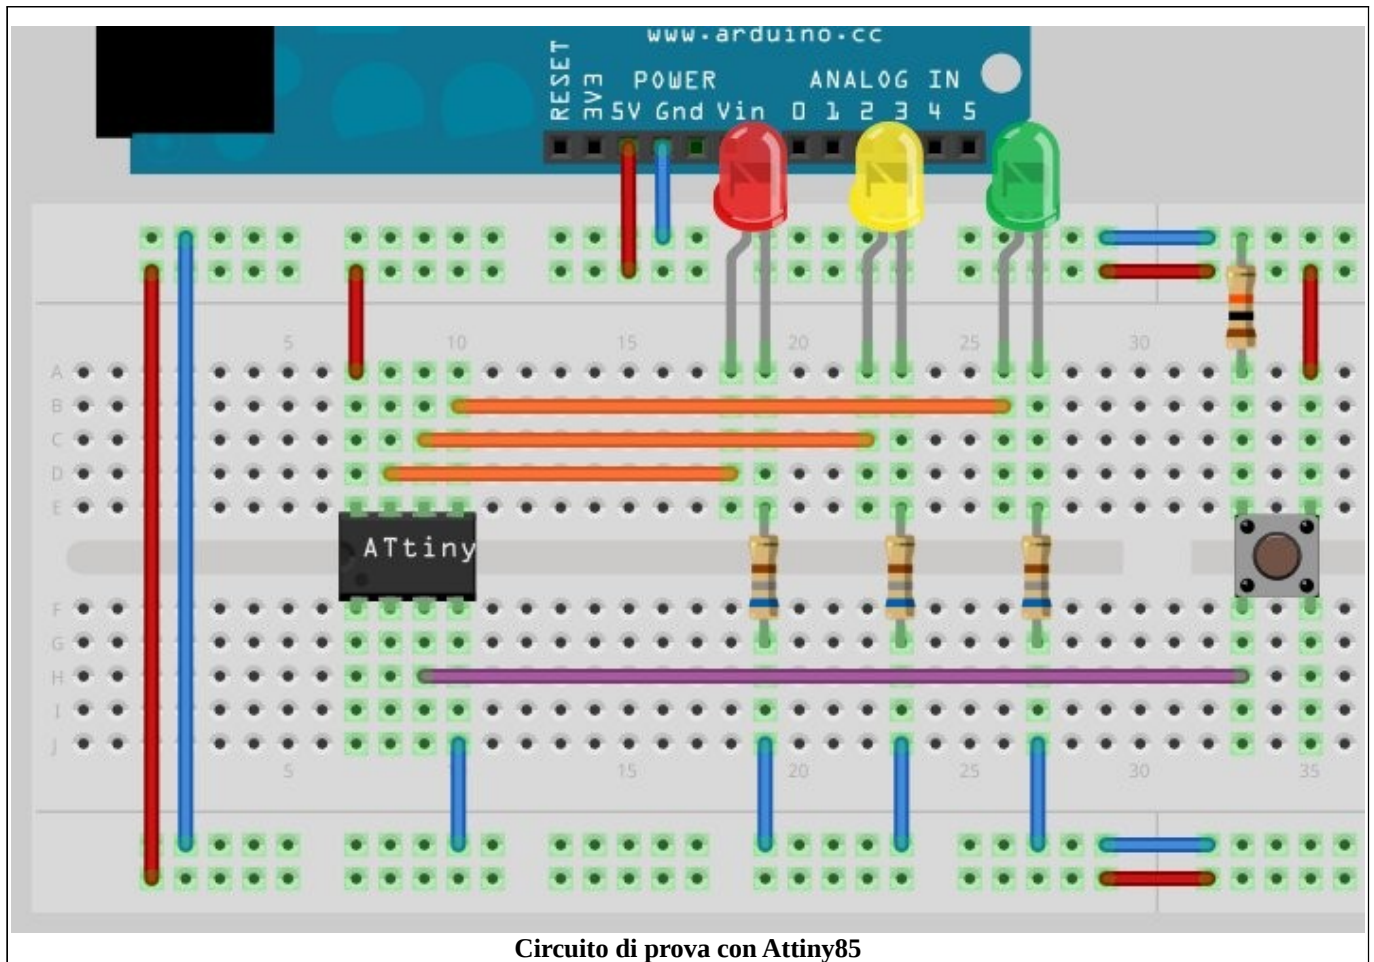 www.arduino.cc
RESET
3V3
POWER
ANALOG IN
5V Gnd Vin 0 1 2 3 4 5
5 10 15 20 25 30
A
B
C
D
E
ATtiny
F
G
H
I
J
5 15 20 25 30 35
Circuito di prova con Attiny85